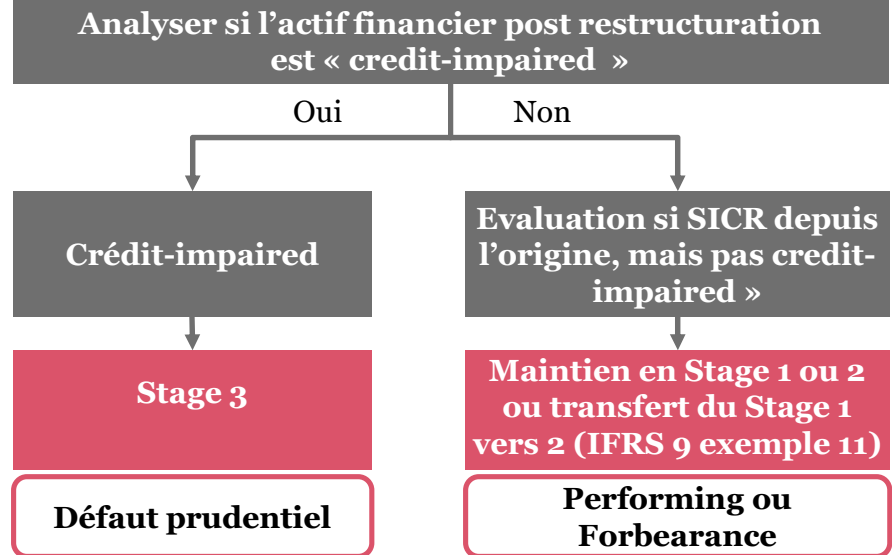 Analyser si l’actif financier post restructuration
est « credit-impaired »
Oui
Non
Crédit-impaired
Evaluation si SICR depuis
l’origine, mais pas credit-
impaired »
Stage 3
Maintien en Stage 1 ou 2
ou transfert du Stage 1
vers 2 (IFRS 9 exemple 11)
Défaut prudentiel
Performing ou
Forbearance